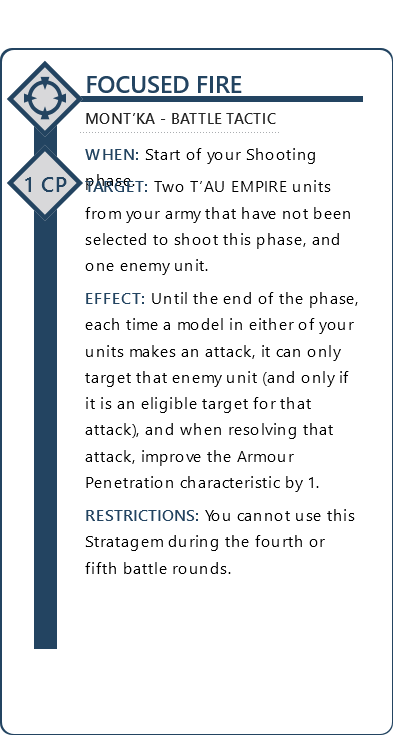 FOCUSED FIRE
MONT'KA - BATTLE TACTIC
WHEN: Start of your Shooting
phase.
1 CP
TARGET: Two T'AU EMPIRE units
from your army that have not been
selected to shoot this phase, and
one enemy unit.
EFFECT: Until the end of the phase,
each time a model in either of your
units makes an attack, it can only
target that enemy unit (and only if
it is an eligible target for that
attack), and when resolving that
attack, improve the Armour
Penetration characteristic by 1.
RESTRICTIONS: You cannot use this
Stratagem during the fourth or
fifth battle rounds.